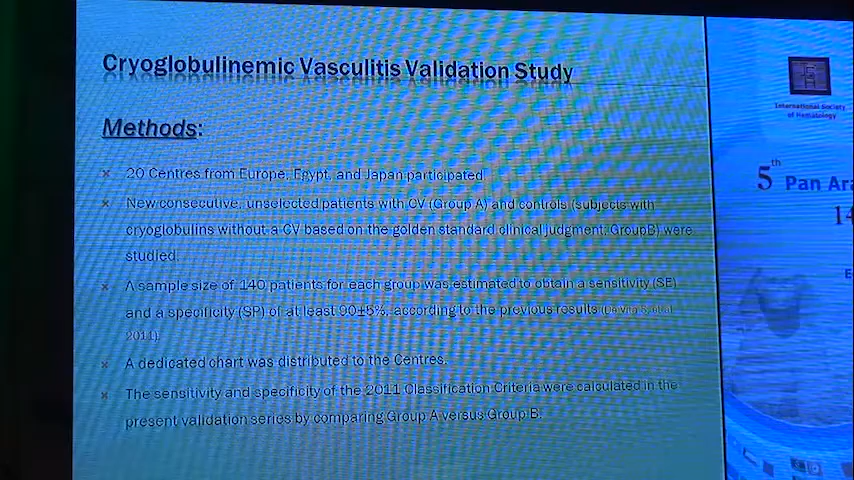 Cryoglobulinemic Vasculitis Validation Study
Methods:
20 Centres from Europe, Egypt, and Japan participated.
New consecutive, unselected patients with CV (Group A) and controls (subjects with
cryoglobulins without a CV based on the golden standard clinical judgment, GroupB) were
studied.
A sample size of 140 patients for each group was estimated to obtain a sensitivity (SE)
and a specificity (SP) of at least 90±5%, according to the previous results (De Vita S, et al
2011).
A dedicated chart was distributed to the Centres.
The sensitivity and specificity of the 2011 Classification Criteria were calculated in the
present validation series by comparing Group A versus Group B.
International Society
of Hematology
5th Pan Ara
14
E